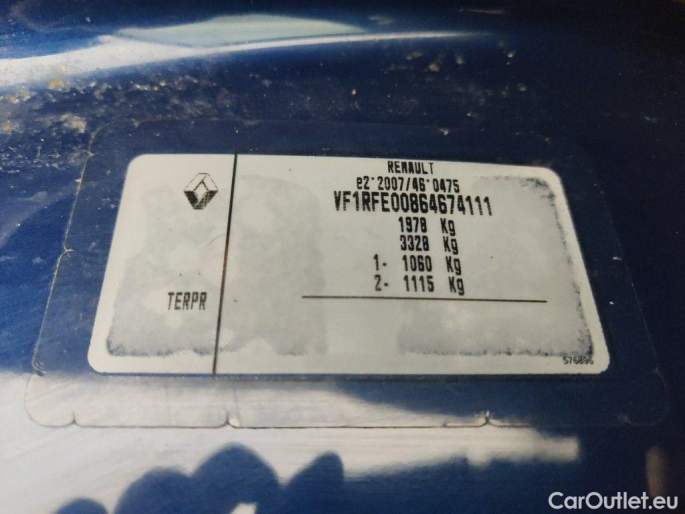 RENAULT
e2*2007/46*0475
VF1RFE00864674111
1978 Kg
3328 Kg
1- 1060 Kg
2- 1115 Kg
TERPR
CarOutlet.eu